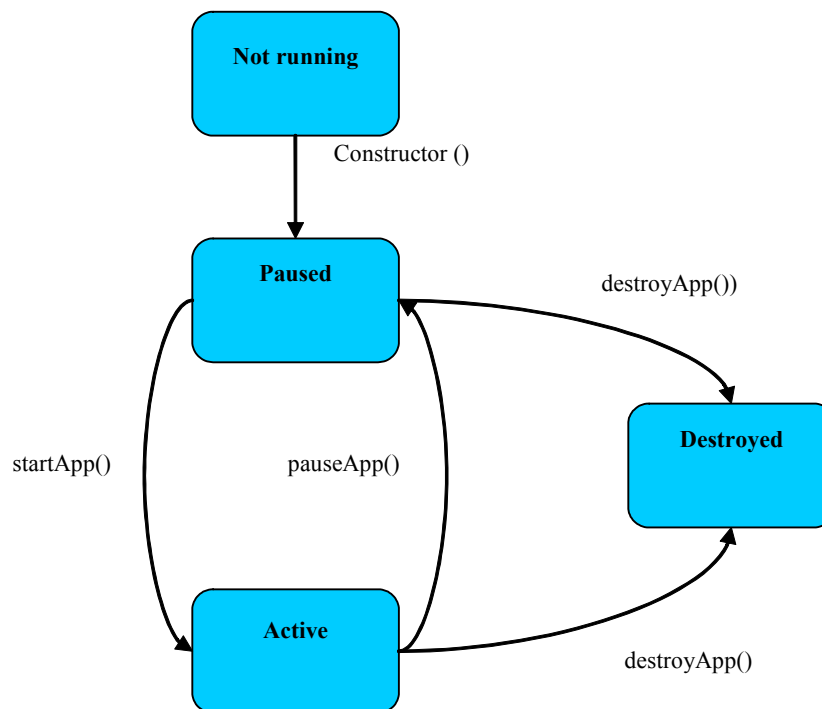 Not running
Constructor ()
Paused
destroyApp())
startApp()
pauseApp()
Destroyed
Active
destroyApp()